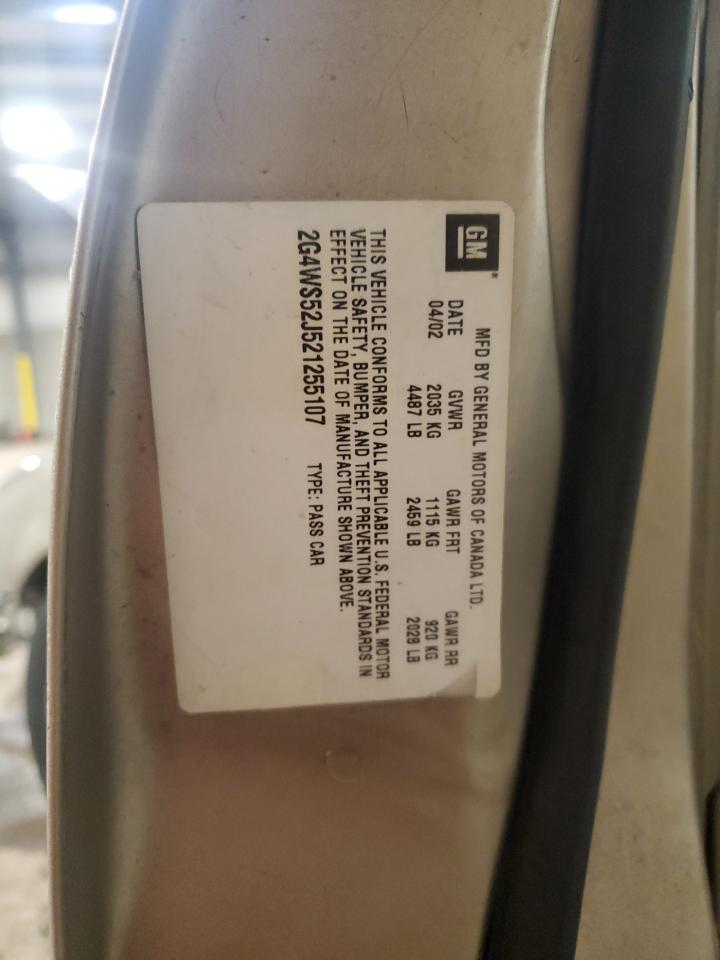 GM
MFD BY GENERAL MOTORS OF CANADA LTD.
DATE GVWR GAWR FRT GAWR RR
04/02 2035 KG 1115 KG 920 KG
4487 LB 2459 LB 2028 LB
THIS VEHICLE CONFORMS TO ALL APPLICABLE U.S. FEDERAL MOTOR
VEHICLE SAFETY, BUMPER, AND THEFT PREVENTION STANDARDS IN
EFFECT ON THE DATE OF MANUFACTURE SHOWN ABOVE.
2G4WS52J521255107 TYPE: PASS CAR